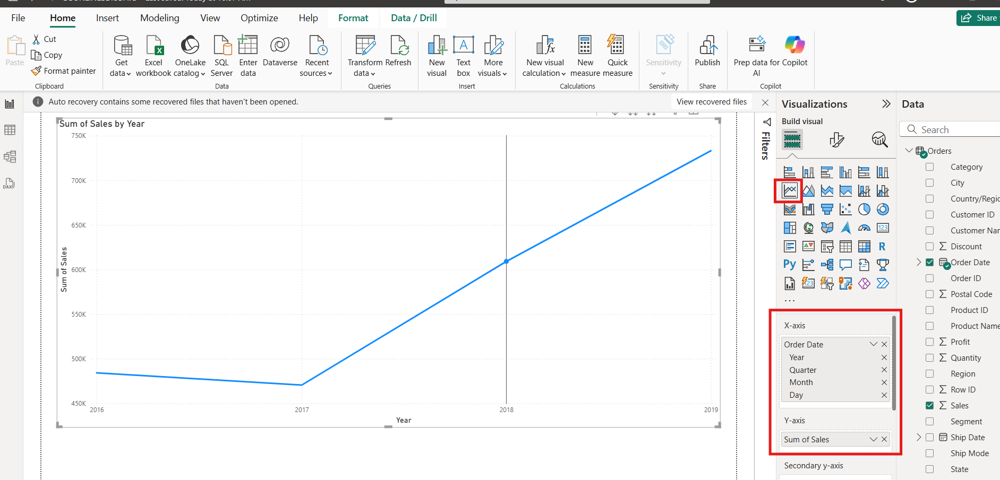 File Home Insert Modeling View Optimize Help Format Data / Drill Share
Paste
Cut
Copy
Format painter
Clipboard
Get data
Excel workbook
OneLake catalog
SQL Server
Enter data
Dataverse
Recent sources
Data
Transform data
Refresh
Queries
New visual
Text box
More visuals
Insert
New visual calculation
New measure
Quick measure
Calculations
Sensitivity
Sensitivity
Publish
Share
Prep data for AI
Copilot
Copilot
Auto recovery contains some recovered files that haven't been opened.
View recovered files
DAX
Sum of Sales by Year
750K
700K
650K
600K
550K
500K
450K
Sum of Sales
2016 2017 2018 2019
Year
Filters
Visualizations
Build visual
123
R
Py
123
...
X-axis
Order Date
Year
Quarter
Month
Day
Y-axis
Sum of Sales
Secondary y-axis
Data
Search
Orders
Category
City
Customer ID
Customer
Discount
Order Date
Order ID
Postal Code
Product ID
Product Name
Profit
Quantity
Region
Row ID
Sales
Segment
Ship Date
Ship Mode
State